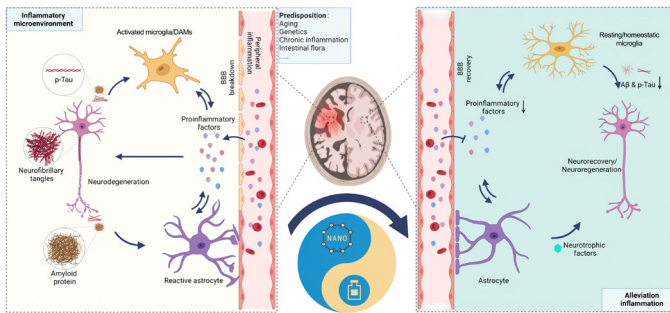 Inflammatory
microenvironment
Activated microglia/DAMs
p-Tau
Proinflammatory
factors
Neurofibrillary
tangles
Neurodegeneration
Amyloid
protein
Reactive astrocyte
BBB
breakdown
Peripheral
inflammation
Predisposition:
Aging
Genetics
Chronic inflammation
Intestinal flora
......
NANO
BBB
recovery
Resting/homeostatic
microglia
Aβ & p-Tau
Proinflammatory
factors
Neurorecovery/
Neuroregeneration
Neurotrophic
factors
Astrocyte
Alleviation
inflammation